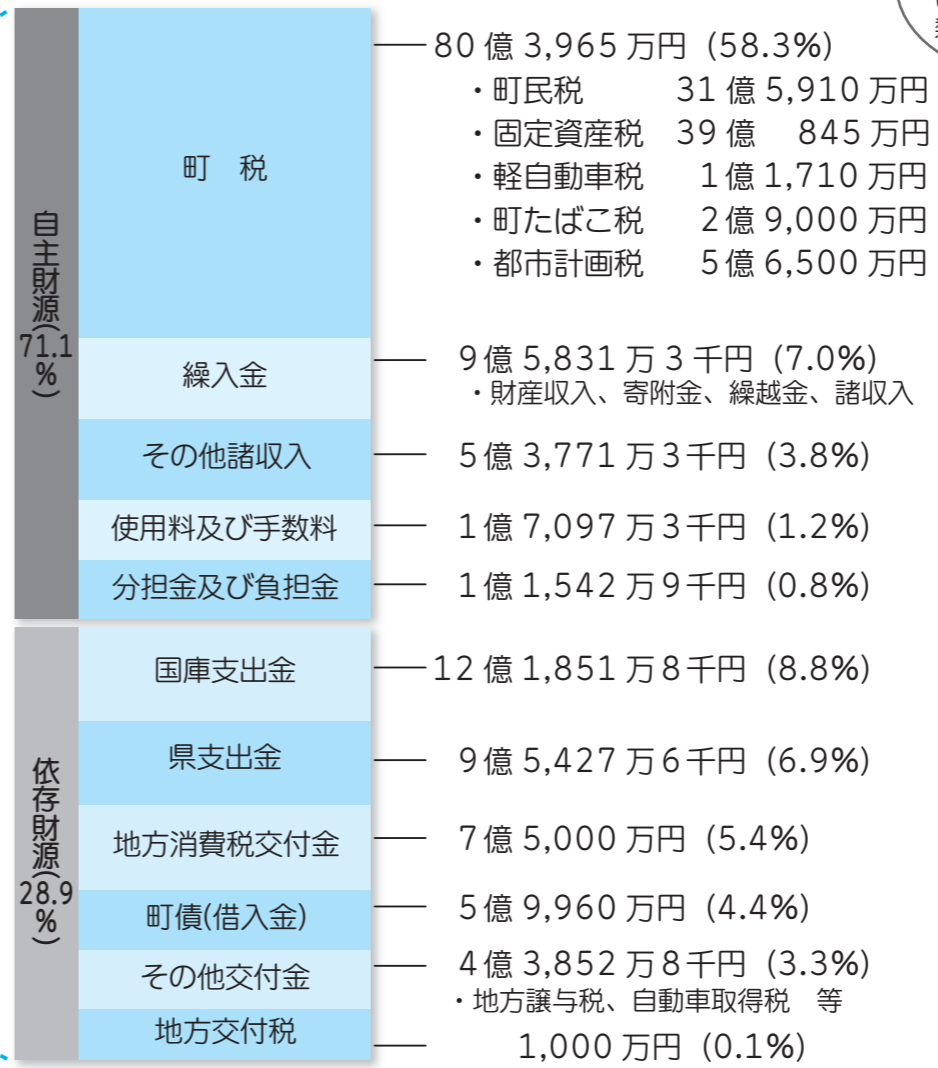 自主財源(71.1%)
町 税
80億3,965万円 (58.3%)
・町民税 31億5,910万円
・固定資産税 39億 845万円
・軽自動車税 1億1,710万円
・町たばこ税 2億9,000万円
・都市計画税 5億6,500万円
繰入金
9億5,831万3千円 (7.0%)
・財産収入、寄附金、繰越金、諸収入
その他諸収入
5億3,771万3千円 (3.8%)
使用料及び手数料
1億7,097万3千円 (1.2%)
分担金及び負担金
1億1,542万9千円 (0.8%)
依存財源(28.9%)
国庫支出金
12億1,851万8千円 (8.8%)
県支出金
9億5,427万6千円 (6.9%)
地方消費税交付金
7億5,000万円 (5.4%)
町債(借入金)
5億9,960万円 (4.4%)
その他交付金
4億3,852万8千円 (3.3%)
・地方譲与税、自動車取得税 等
地方交付税
1,000万円 (0.1%)